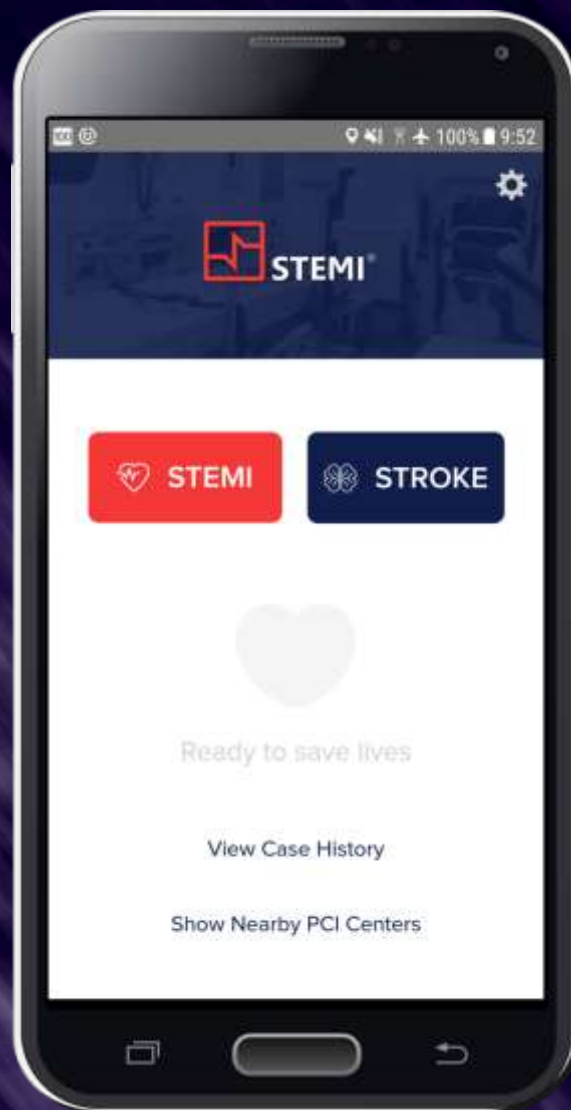 100% 9:52
STEMI®
STEMI STROKE
Ready to save lives
View Case History
Show Nearby PCI Centers